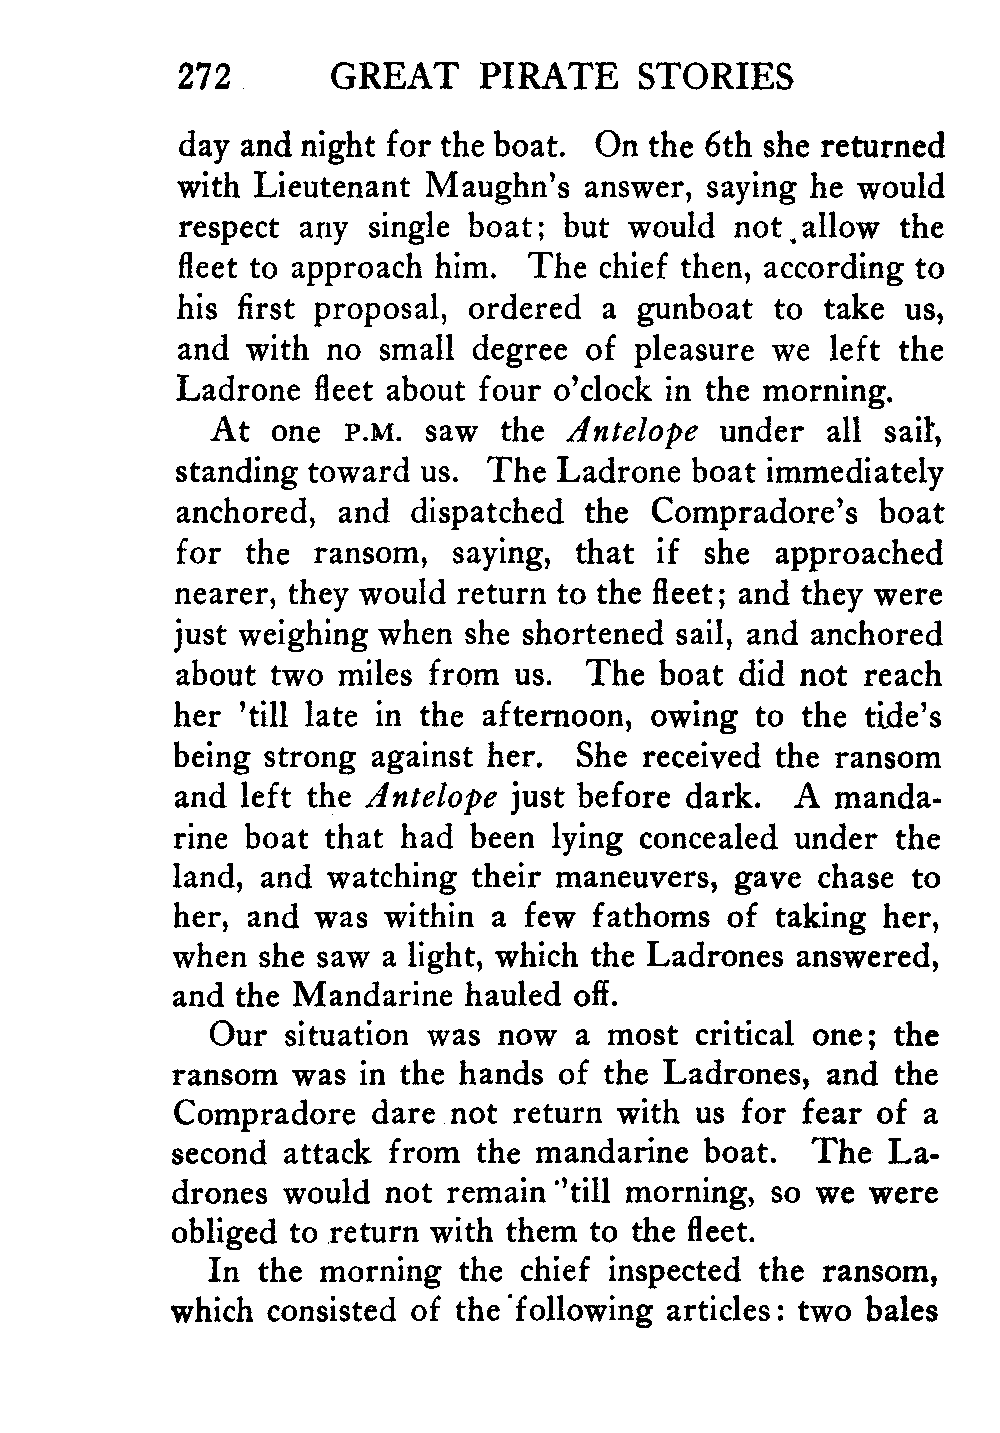 272 GREAT PIRATE STORIES
day and night for the boat. On the 6th she returned
with Lieutenant Maughn's answer, saying he would
respect any single boat; but would not allow the
fleet to approach him. The chief then, according to
his first proposal, ordered a gunboat to take us,
and with no small degree of pleasure we left the
Ladrone fleet about four o'clock in the morning.
At one P.M. saw the Antelope under all sail,
standing toward us. The Ladrone boat immediately
anchored, and dispatched the Compradore's boat
for the ransom, saying, that if she approached
nearer, they would return to the fleet; and they were
just weighing when she shortened sail, and anchored
about two miles from us. The boat did not reach
her 'till late in the afternoon, owing to the tide's
being strong against her. She received the ransom
and left the Antelope just before dark. A manda-
rine boat that had been lying concealed under the
land, and watching their maneuvers, gave chase to
her, and was within a few fathoms of taking her,
when she saw a light, which the Ladrones answered,
and the Mandarine hauled off.
Our situation was now a most critical one; the
ransom was in the hands of the Ladrones, and the
Compradore dare not return with us for fear of a
second attack from the mandarine boat. The La-
drones would not remain 'till morning, so we were
obliged to return with them to the fleet.
In the morning the chief inspected the ransom,
which consisted of the following articles: two bales